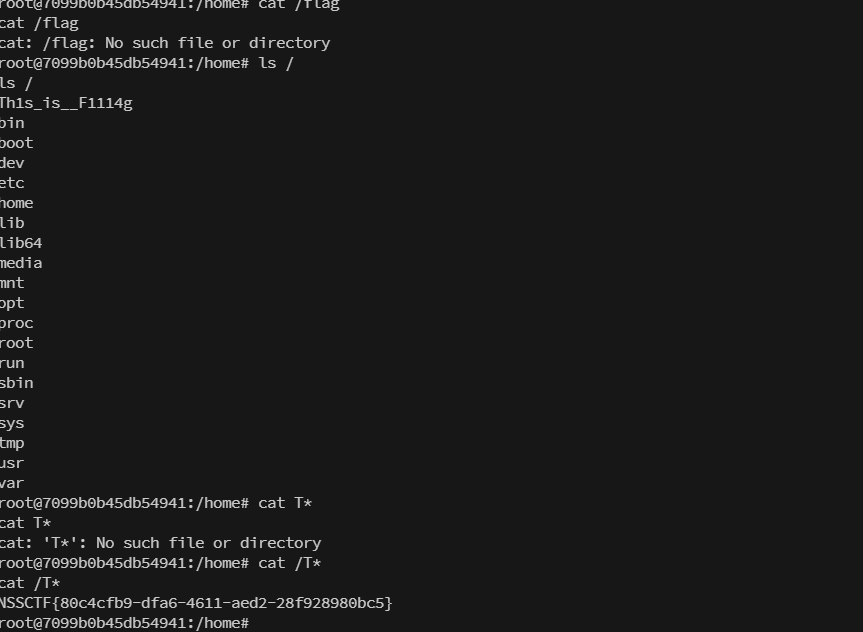 root@7099b0b45db54941:/home# cat /flag
cat /flag
cat: /flag: No such file or directory
root@7099b0b45db54941:/home# ls /
ls /
Th1s_is__F1114g
bin
boot
dev
etc
home
lib
lib64
media
mnt
opt
proc
root
run
sbin
srv
sys
tmp
usr
var
root@7099b0b45db54941:/home# cat T*
cat T*
cat: 'T*': No such file or directory
root@7099b0b45db54941:/home# cat /T*
cat /T*
NSSCTF{80c4cfb9-dfa6-4611-aed2-28f928980bc5}
root@7099b0b45db54941:/home#